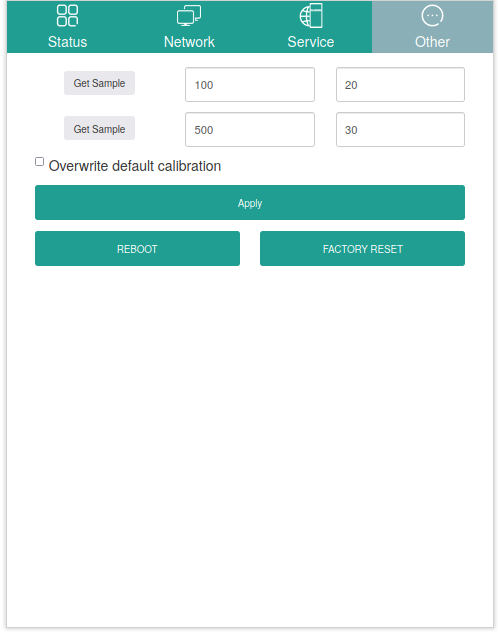 Status Network Service Other
Get Sample 100 20
Get Sample 500 30
Overwrite default calibration
Apply
REBOOT FACTORY RESET